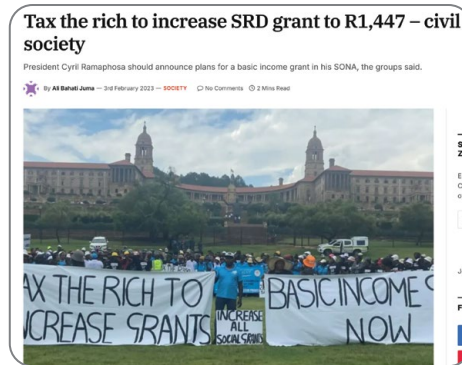 Tax the rich to increase SRD grant to R1,447 – civil
society
President Cyril Ramaphosa should announce plans for a basic income grant in his SONA, the groups said.
By Ali Bahati Juma — 3rd February 2023 — SOCIETY No Comments 2 Mins Read
AX THE RICH TO
CREASE GRANTS
INCREASE
ALL
SOCIAL GRANTS
BASIC INCOME G
NOW